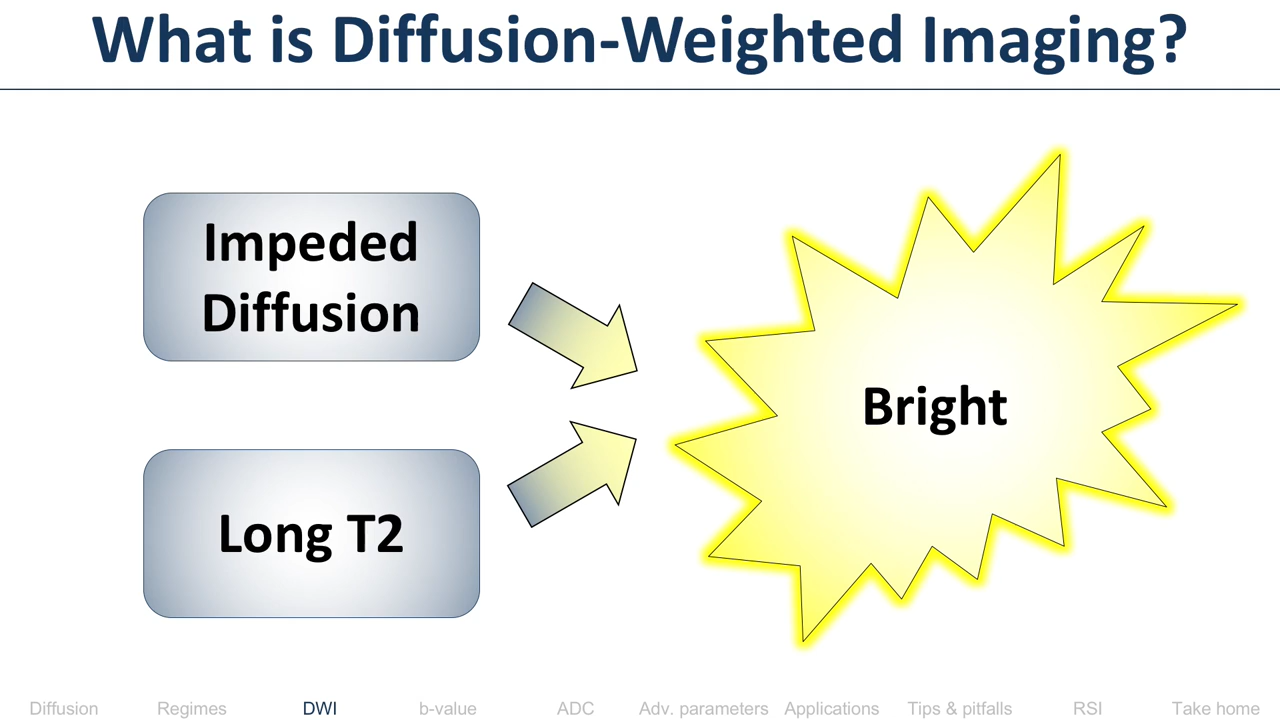 What is Diffusion-Weighted Imaging?
Impeded
Diffusion
Long T2
Bright
Diffusion Regimes DWI b-value ADC Adv. parameters Applications Tips & pitfalls RSI Take home